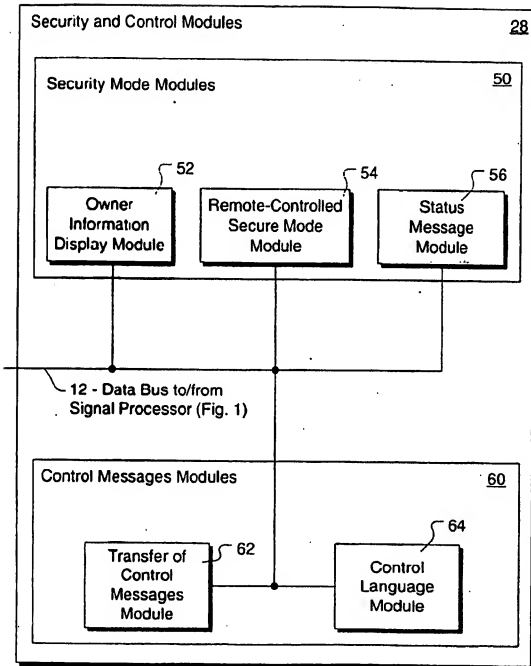 Security and Control Modules
28
Security Mode Modules
50
52
54
56
Owner
Information
Display Module
Remote-Controlled
Secure Mode
Module
Status
Message
Module
12 - Data Bus to/from
Signal Processor (Fig. 1)
Control Messages Modules
60
62
64
Transfer of
Control
Messages
Module
Control
Language
Module